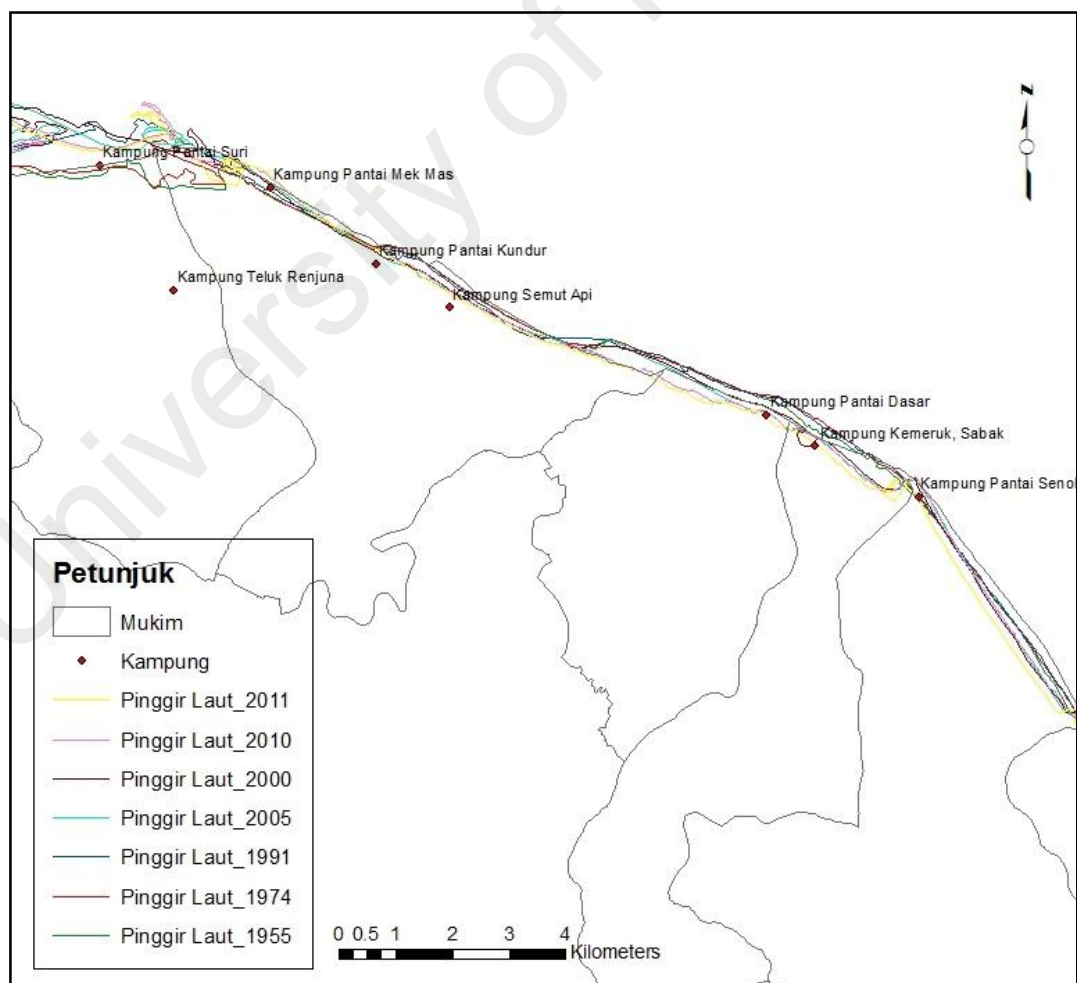 University of
N
Kampung Pantai Suri
Kampung Pantai Mek Mas
Kampung Pantai Kundur
Kampung Teluk Renjuna
Kampung Semut Api
Kampung Pantai Dasar
Kampung Kemeruk, Sabak
Kampung Pantai Senok
Petunjuk
Mukim
Kampung
Pinggir Laut_2011
Pinggir Laut_2010
Pinggir Laut_2000
Pinggir Laut_2005
Pinggir Laut_1991
Pinggir Laut_1974
Pinggir Laut_1955
0 0.5 1 2 3 4
Kilometers